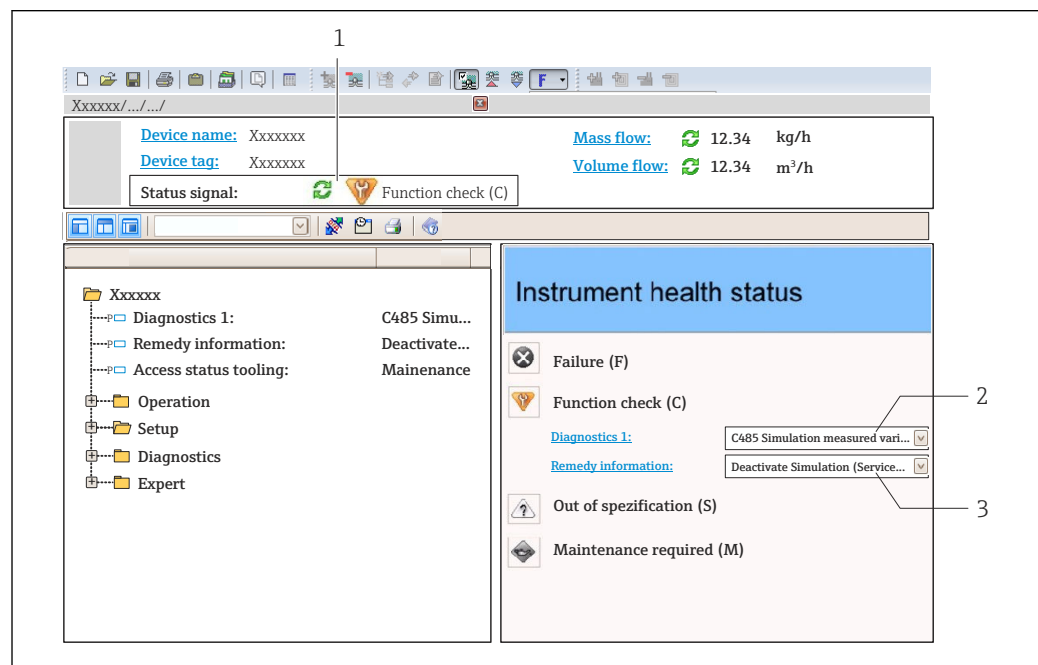 1
F
Xxxxxx/.../.../
Device name: Xxxxxxx
Mass flow: 12.34 kg/h
Device tag: Xxxxxxx
Volume flow: 12.34 m³/h
Status signal: Function check (C)
Xxxxxx
Diagnostics 1: C485 Simu...
Remedy information: Deactivate...
Access status tooling: Mainenance
Operation
Setup
Diagnostics
Expert
Instrument health status
Failure (F)
Function check (C)
2
Diagnostics 1: C485 Simulation measured vari...
Remedy information: Deactivate Simulation (Service...
Out of spezification (S)
3
Maintenance required (M)